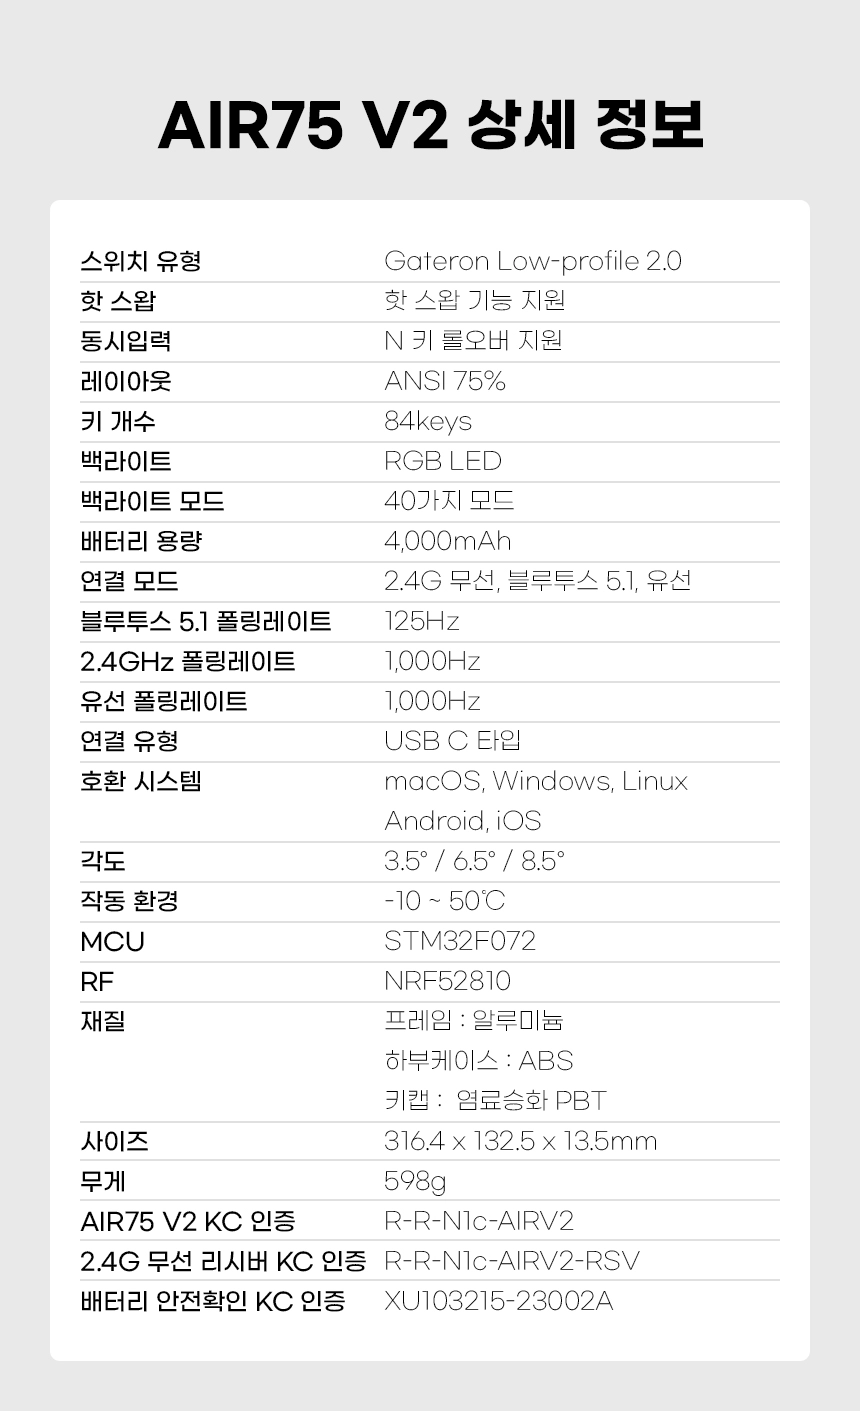 AIR75 V2 상세 정보
스위치 유형 Gateron Low-profile 2.0
핫 스왑 핫 스왑 기능 지원
동시입력 N 키 롤오버 지원
레이아웃 ANSI 75%
키 개수 84keys
백라이트 RGB LED
백라이트 모드 40가지 모드
배터리 용량 4,000mAh
연결 모드 2.4G 무선, 블루투스 5.1, 유선
블루투스 5.1 폴링레이트 125Hz
2.4GHz 폴링레이트 1,000Hz
유선 폴링레이트 1,000Hz
연결 유형 USB C 타입
호환 시스템 macOS, Windows, Linux
Android, iOS
각도 3.5° / 6.5° / 8.5°
작동 환경 -10 ~ 50℃
MCU STM32F072
RF NRF52810
재질 프레임 : 알루미늄
하부케이스 : ABS
키캡 : 염료승화 PBT
사이즈 316.4 x 132.5 x 13.5mm
무게 598g
AIR75 V2 KC 인증 R-R-N1c-AIRV2
2.4G 무선 리시버 KC 인증 R-R-N1c-AIRV2-RSV
배터리 안전확인 KC 인증 XU103215-23002A